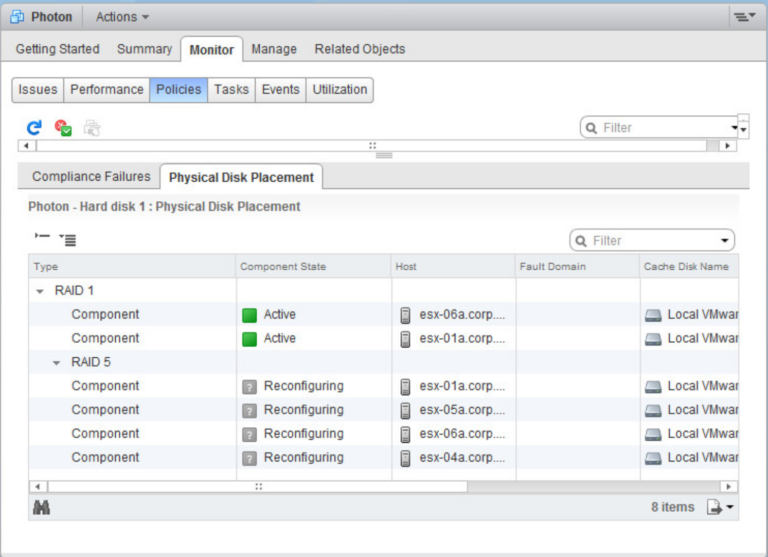 Photon Actions
Getting Started Summary Monitor Manage Related Objects
Issues Performance Policies Tasks Events Utilization
Filter
Compliance Failures Physical Disk Placement
Photon - Hard disk 1 : Physical Disk Placement
Filter
Type Component State Host Fault Domain Cache Disk Name
RAID 1
Component Active esx-06a.corp.... Local VMwar
Component Active esx-01a.corp.... Local VMwar
RAID 5
Component ? Reconfiguring esx-01a.corp.... Local VMwar
Component ? Reconfiguring esx-05a.corp.... Local VMwar
Component ? Reconfiguring esx-06a.corp.... Local VMwar
Component ? Reconfiguring esx-04a.corp.... Local VMwar
8 items